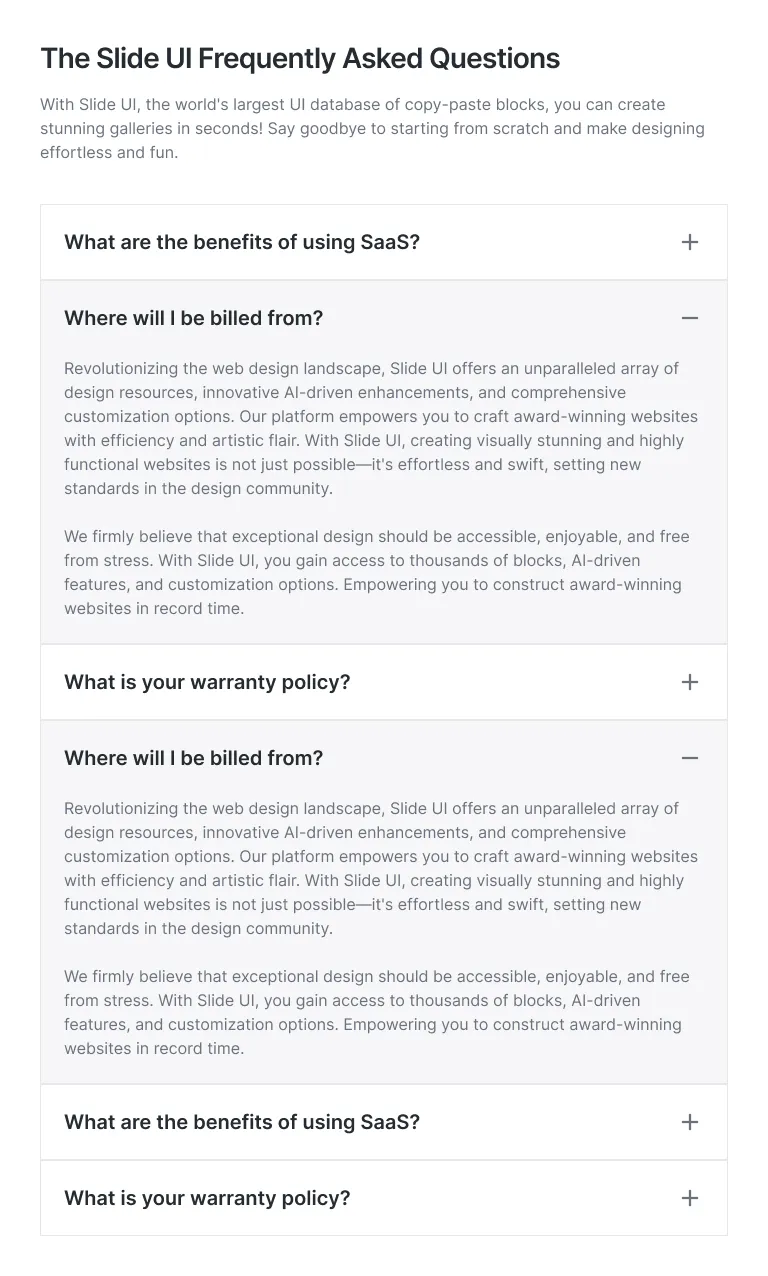 The Slide UI Frequently Asked Questions
With Slide UI, the world's largest UI database of copy-paste blocks, you can create
stunning galleries in seconds! Say goodbye to starting from scratch and make designing
effortless and fun.
What are the benefits of using SaaS?
Where will I be billed from?
Revolutionizing the web design landscape, Slide UI offers an unparalleled array of
design resources, innovative AI-driven enhancements, and comprehensive
customization options. Our platform empowers you to craft award-winning websites
with efficiency and artistic flair. With Slide UI, creating visually stunning and highly
functional websites is not just possible—it's effortless and swift, setting new
standards in the design community.
We firmly believe that exceptional design should be accessible, enjoyable, and free
from stress. With Slide UI, you gain access to thousands of blocks, AI-driven
features, and customization options. Empowering you to construct award-winning
websites in record time.
What is your warranty policy?
Where will I be billed from?
Revolutionizing the web design landscape, Slide UI offers an unparalleled array of
design resources, innovative AI-driven enhancements, and comprehensive
customization options. Our platform empowers you to craft award-winning websites
with efficiency and artistic flair. With Slide UI, creating visually stunning and highly
functional websites is not just possible—it's effortless and swift, setting new
standards in the design community.
We firmly believe that exceptional design should be accessible, enjoyable, and free
from stress. With Slide UI, you gain access to thousands of blocks, AI-driven
features, and customization options. Empowering you to construct award-winning
websites in record time.
What are the benefits of using SaaS?
What is your warranty policy?